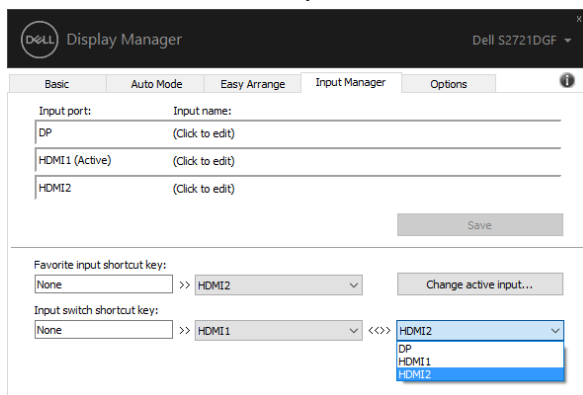 DELL Display Manager Dell S2721DGF
x
Basic Auto Mode Easy Arrange Input Manager Options i
Input port: Input name:
DP (Click to edit)
HDMI1 (Active) (Click to edit)
HDMI2 (Click to edit)
Save
Favorite input shortcut key:
None >> HDMI2 Change active input...
Input switch shortcut key:
None >> HDMI1 <<>> HDMI2
DP
HDMI1
HDMI2